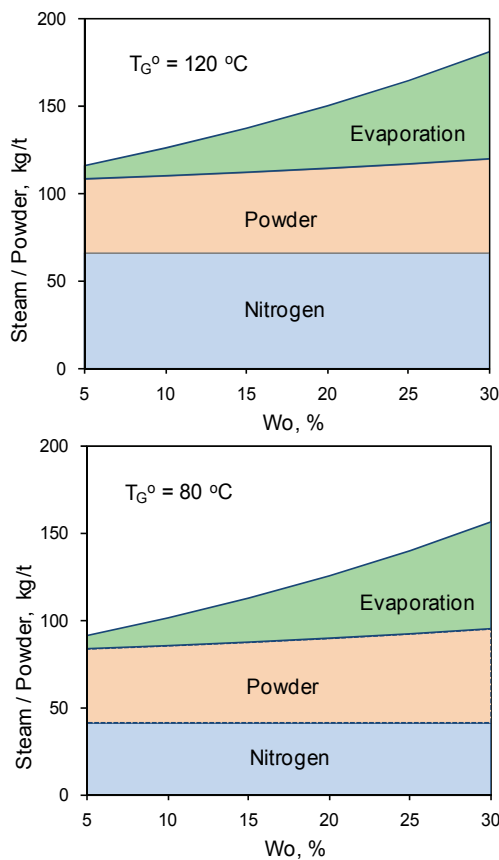 200
T_G° = 120 °C
150
Evaporation
Steam / Powder, kg/t
100
Powder
50
Nitrogen
0
5 10 15 20 25 30
Wo, %
200
T_G° = 80 °C
150
Evaporation
Steam / Powder, kg/t
100
Powder
50
Nitrogen
0
5 10 15 20 25 30
Wo, %